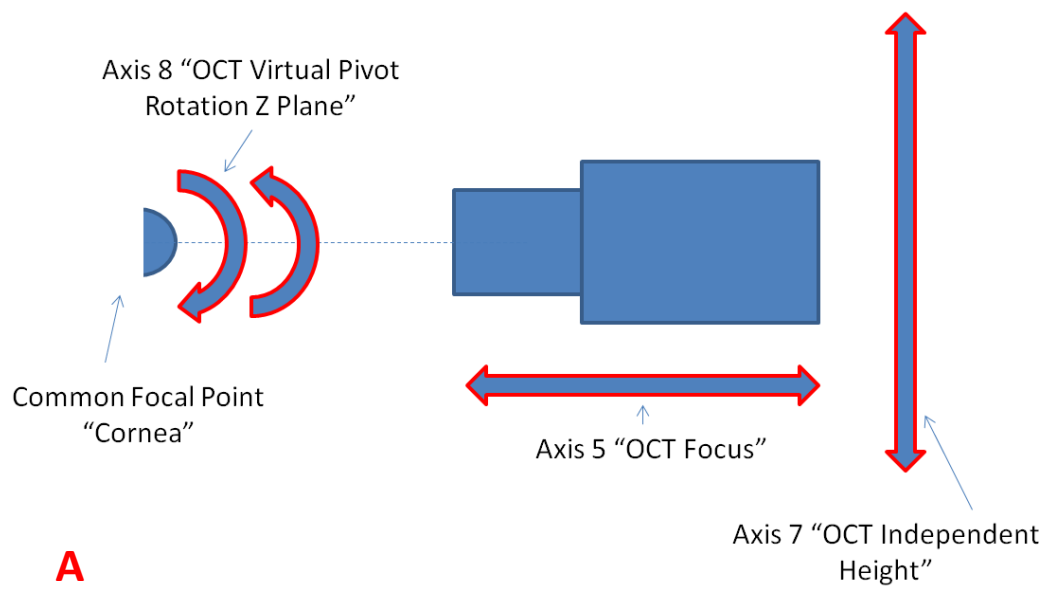 Axis 8 “OCT Virtual Pivot
Rotation Z Plane”
Common Focal Point
“Cornea”
Axis 5 “OCT Focus”
Axis 7 “OCT Independent
Height”
A